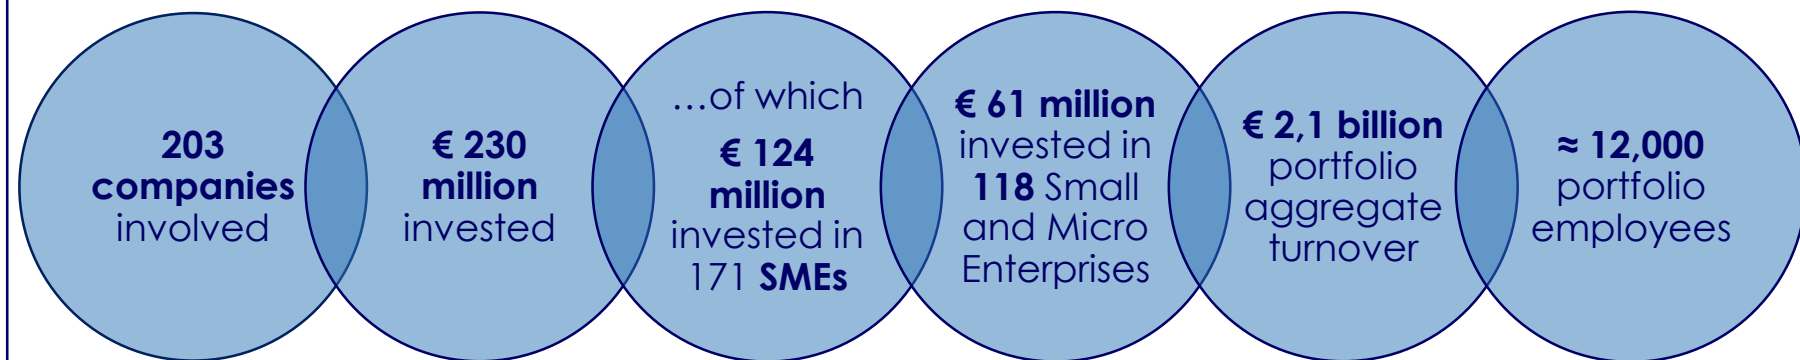 203
companies
involved
€ 230
million
invested
…of which
€ 124
million
invested in
171 SMEs
€ 61 million
invested in
118 Small
and Micro
Enterprises
€ 2,1 billion
portfolio
aggregate
turnover
≈ 12,000
portfolio
employees